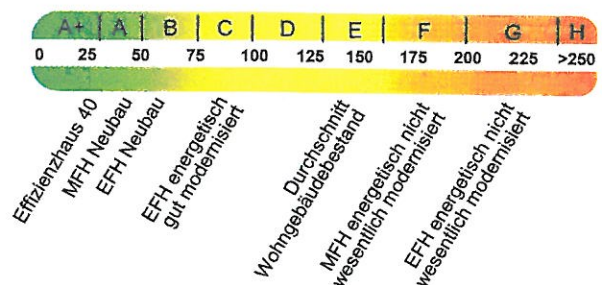 A+ A B C D E F G H
0 25 50 75 100 125 150 175 200 225 >250
Effizienzhaus 40
MFH Neubau
EFH Neubau
EFH energetisch
gut modernisiert
Durchschnitt
Wohngebäudebestand
MFH energetisch nicht
wesentlich modernisiert
EFH energetisch nicht
wesentlich modernisiert